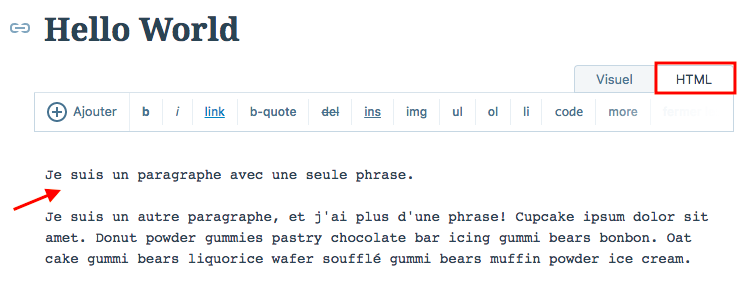 Hello World
Visuel HTML
Ajouter b i link b-quote del ins img ul ol li code more
Je suis un paragraphe avec une seule phrase.
Je suis un autre paragraphe, et j'ai plus d'une phrase! Cupcake ipsum dolor sit
amet. Donut powder gummies pastry chocolate bar icing gummi bears bonbon. Oat
cake gummi bears liquorice wafer soufflé gummi bears muffin powder ice cream.